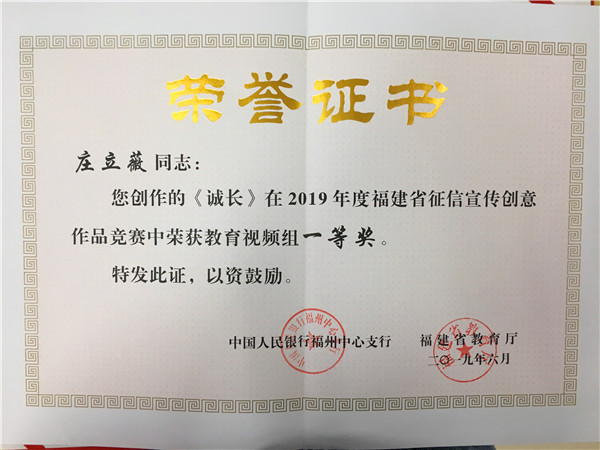 荣誉证书
庄立薇同志：
您创作的《诚长》在2019年度福建省征信宣传创意
作品竞赛中荣获教育视频组一等奖。
特发此证，以资鼓励。
中国人民银行福州中心支行
福建省教育厅
二〇一九年六月